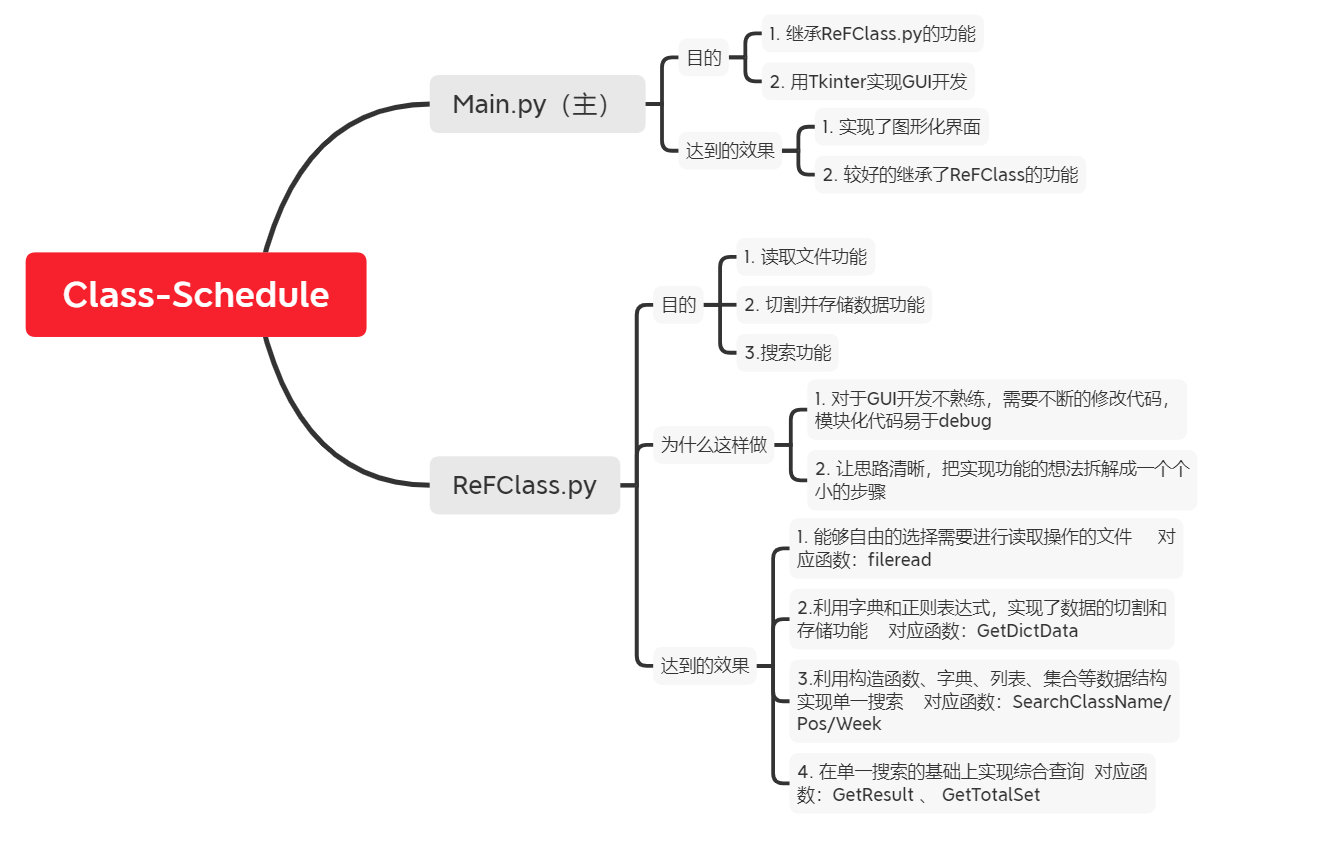 Class-Schedule
Main.py（主）
目的
1. 继承ReFClass.py的功能
2. 用Tkinter实现GUI开发
达到的效果
1. 实现了图形化界面
2. 较好的继承了ReFClass的功能
ReFClass.py
目的
1. 读取文件功能
2. 切割并存储数据功能
3.搜索功能
为什么这样做
1. 对于GUI开发不熟练，需要不断的修改代码，
模块化代码易于debug
2. 让思路清晰，把实现功能的想法拆解成一个个
小的步骤
达到的效果
1. 能够自由的选择需要进行读取操作的文件 对
应函数：fileread
2.利用字典和正则表达式，实现了数据的切割和
存储功能 对应函数：GetDictData
3.利用构造函数、字典、列表、集合等数据结构
实现单一搜索 对应函数：SearchClassName/
Pos/Week
4. 在单一搜索的基础上实现综合查询 对应函
数：GetResult 、 GetTotalSet